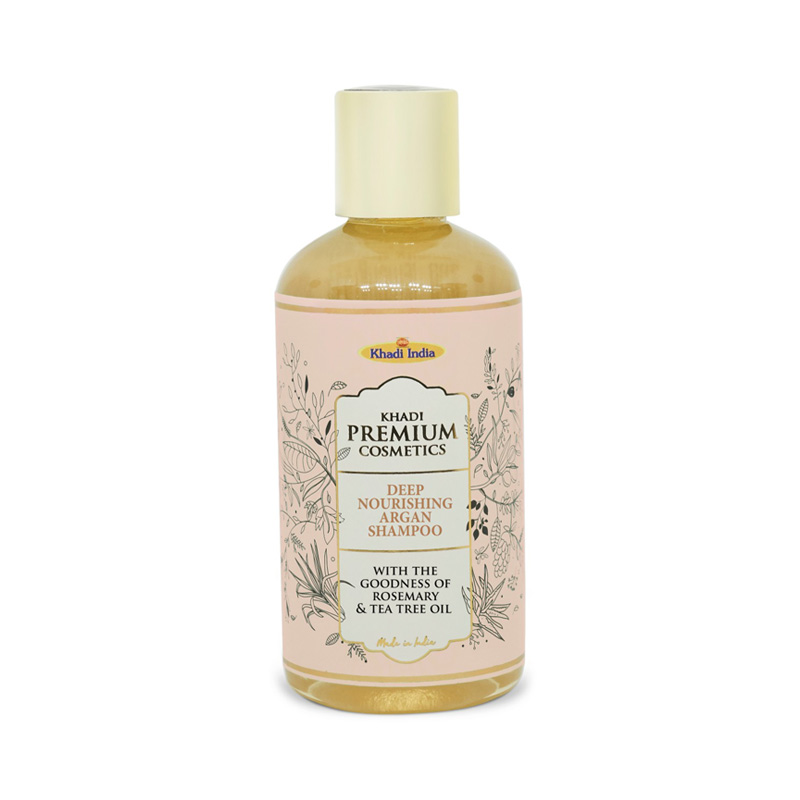 Khadi India
KHADI
PREMIUM
COSMETICS
DEEP
NOURISHING
ARGAN
SHAMPOO
WITH THE
GOODNESS OF
ROSEMARY
& TEA TREE OIL
Made in India